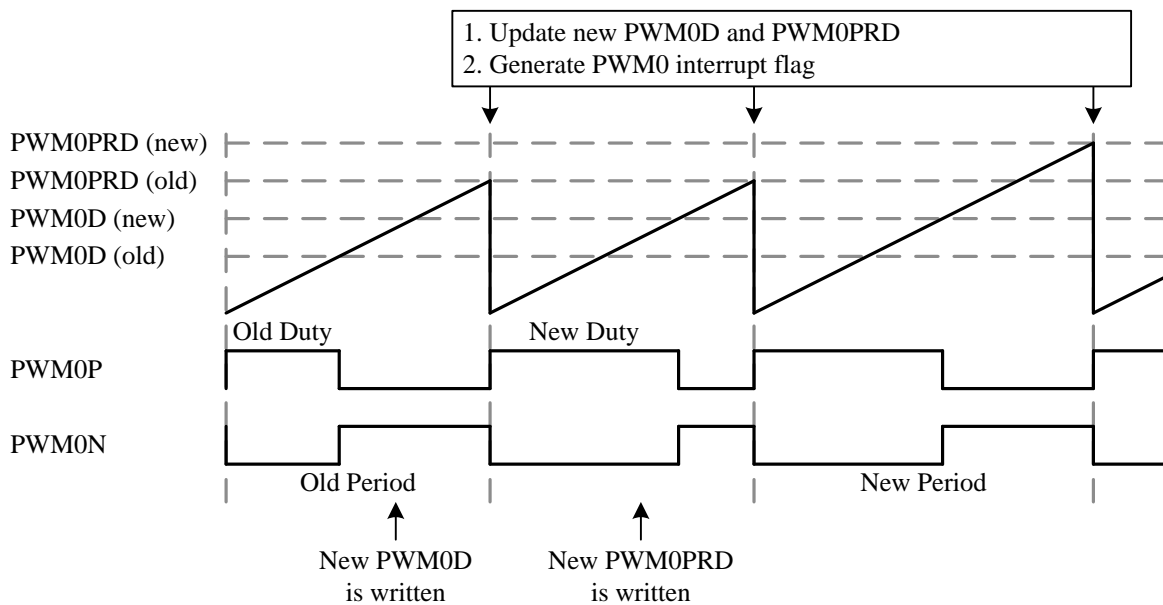 1. Update new PWM0D and PWM0PRD
2. Generate PWM0 interrupt flag
PWM0PRD (new)
PWM0PRD (old)
PWM0D (new)
PWM0D (old)
Old Duty
New Duty
PWM0P
PWM0N
Old Period
New Period
New PWM0D
is written
New PWM0PRD
is written